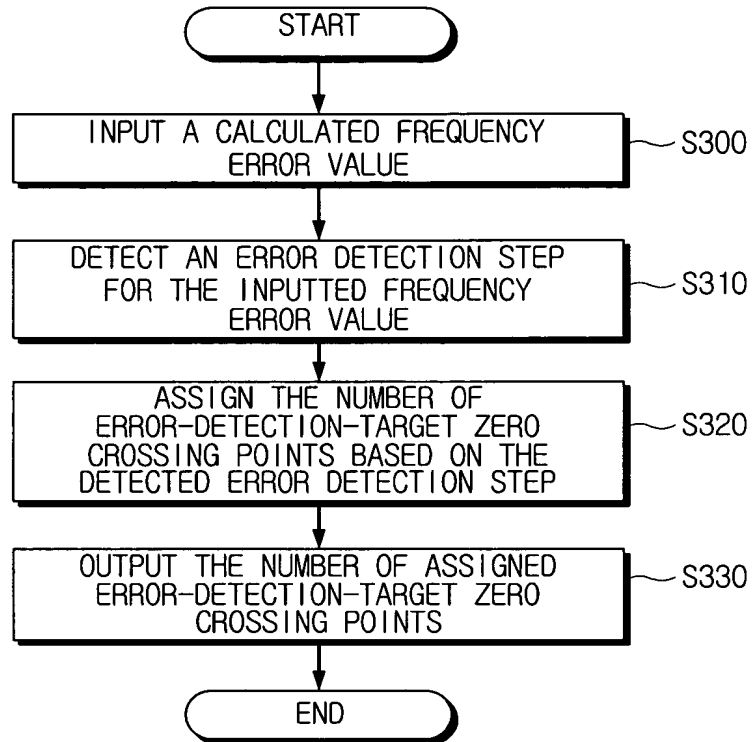 START
INPUT A CALCULATED FREQUENCY
ERROR VALUE
S300
DETECT AN ERROR DETECTION STEP
FOR THE INPUTTED FREQUENCY
ERROR VALUE
S310
ASSIGN THE NUMBER OF
ERROR-DETECTION-TARGET ZERO
CROSSING POINTS BASED ON THE
DETECTED ERROR DETECTION STEP
S320
OUTPUT THE NUMBER OF ASSIGNED
ERROR-DETECTION-TARGET ZERO
CROSSING POINTS
S330
END